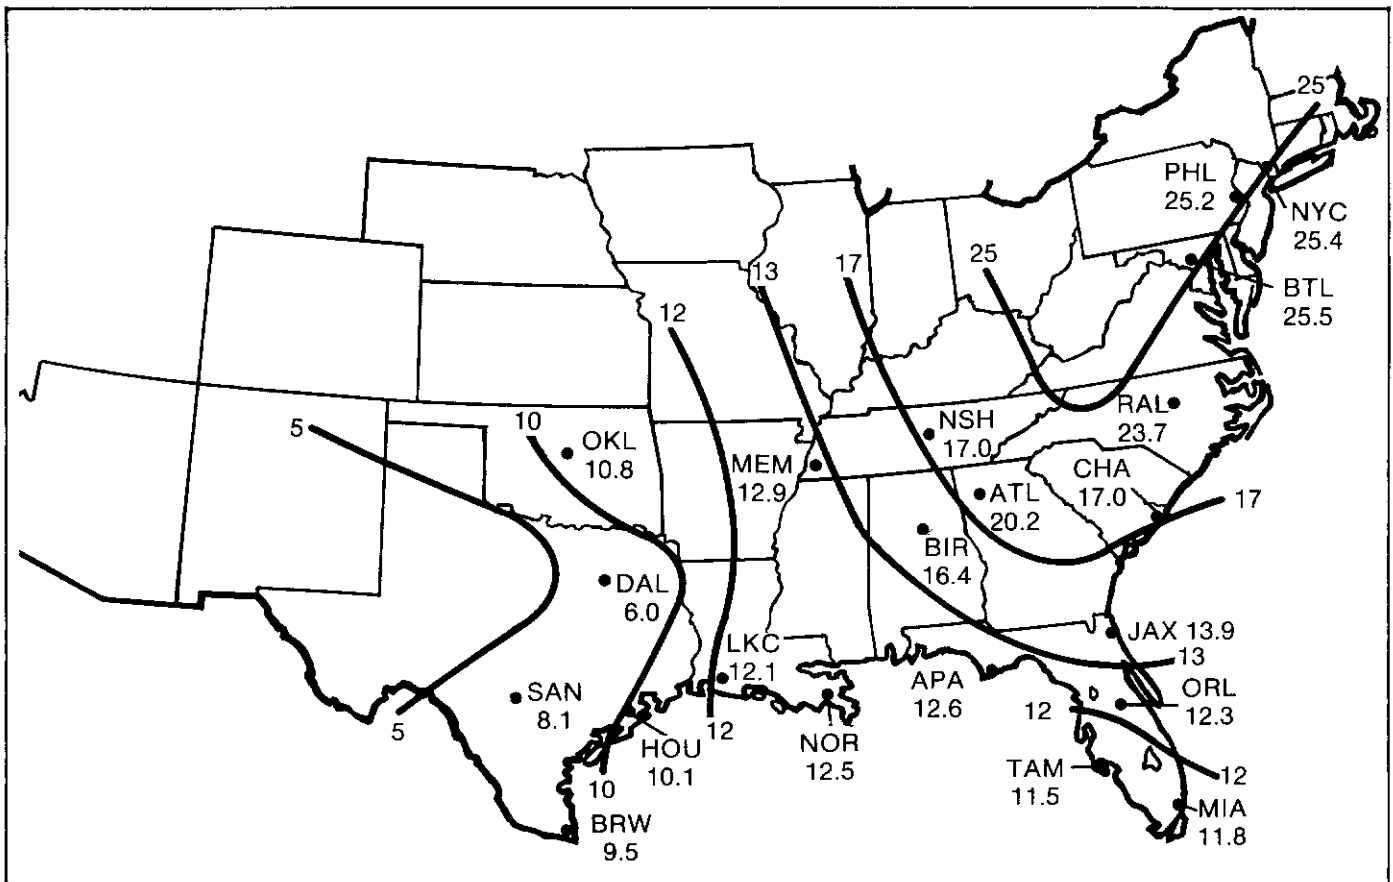 25
PHL
25.2
NYC
25.4
13
17
25
BTL
25.5
12
5
10
OKL
10.8
MEM
12.9
NSH
17.0
RAL
23.7
CHA
17.0
ATL
20.2
17
BIR
16.4
DAL
6.0
LKC
12.1
JAX 13.9
13
SAN
8.1
APA
12.6
ORL
12.3
12
5
HOU
10.1
12
NOR
12.5
TAM
11.5
12
10
BRW
9.5
MIA
11.8